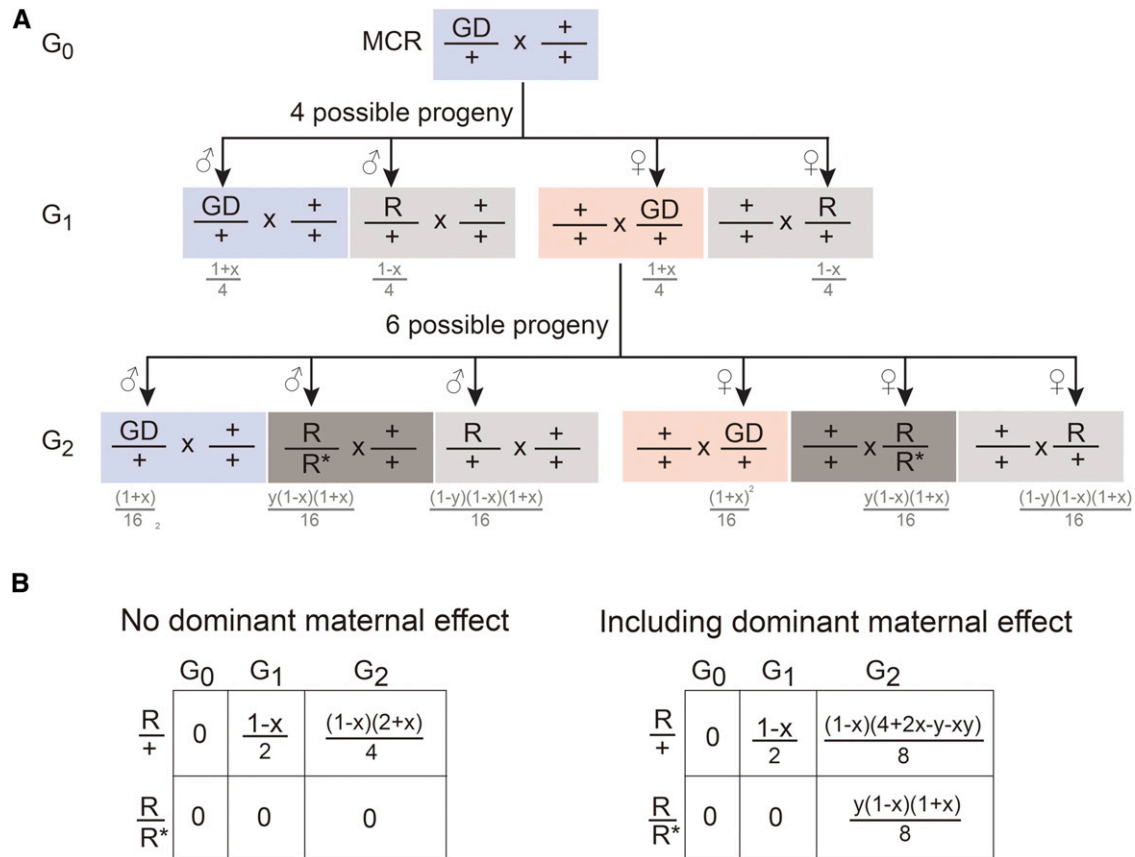 A
G0
MCR
GD/+ x +/+
4 possible progeny
♂ ♂ ♀ ♀
G1
GD/+ x +/+ R/+ x +/+ +/+ x GD/+ +/+ x R/+
1+x/4 1-x/4 1+x/4 1-x/4
6 possible progeny
♂ ♂ ♂ ♀ ♀ ♀
G2
GD/+ x +/+ R/R* x +/+ R/+ x +/+ +/+ x GD/+ +/+ x R/R* +/+ x R/+
(1+x)/16 2 y(1-x)(1+x)/16 (1-y)(1-x)(1+x)/16 (1+x)²/16 y(1-x)(1+x)/16 (1-y)(1-x)(1+x)/16
B
No dominant maternal effect
G0 G1 G2
R/+ 0 1-x/2 (1-x)(2+x)/4
R/R* 0 0 0
Including dominant maternal effect
G0 G1 G2
R/+ 0 1-x/2 (1-x)(4+2x-y-xy)/8
R/R* 0 0 y(1-x)(1+x)/8